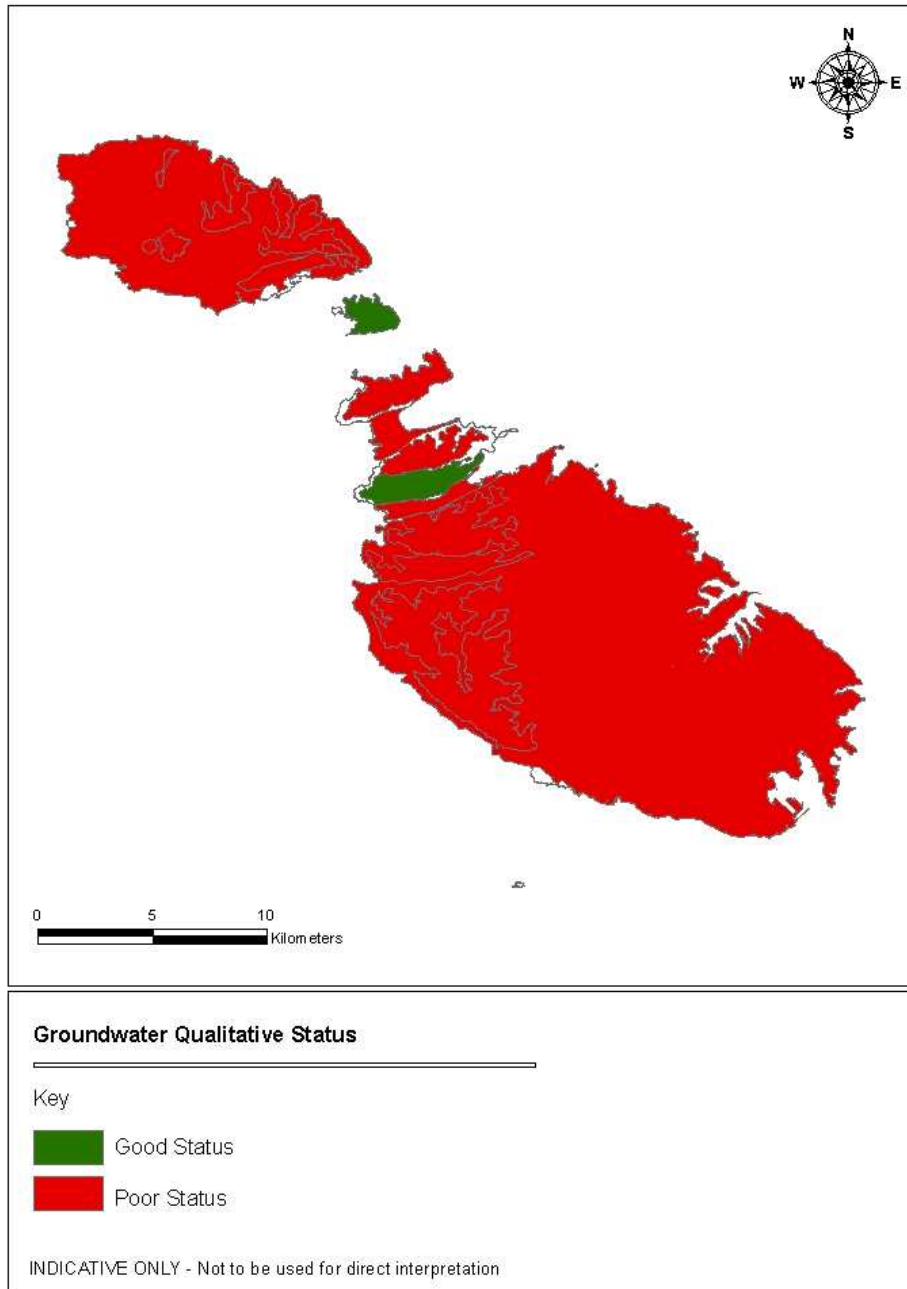 N
W E
S
0 5 10
Kilometers
Groundwater Qualitative Status
Key
Good Status
Poor Status
INDICATIVE ONLY - Not to be used for direct interpretation